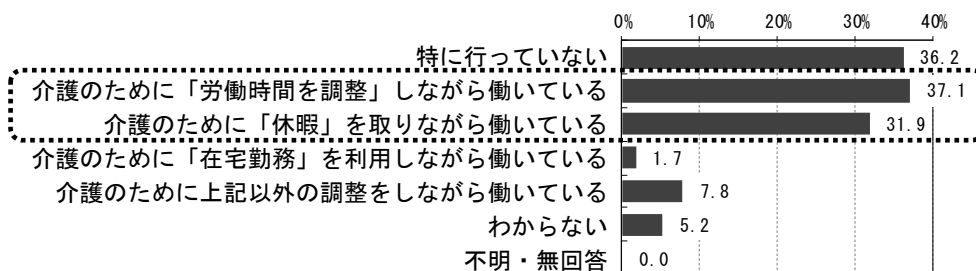 0% 10% 20% 30% 40%
特に行っていない 36.2
介護のために「労働時間を調整」しながら働いている 37.1
介護のために「休暇」を取りながら働いている 31.9
介護のために「在宅勤務」を利用しながら働いている 1.7
介護のために上記以外の調整をしながら働いている 7.8
わからない 5.2
不明・無回答 0.0